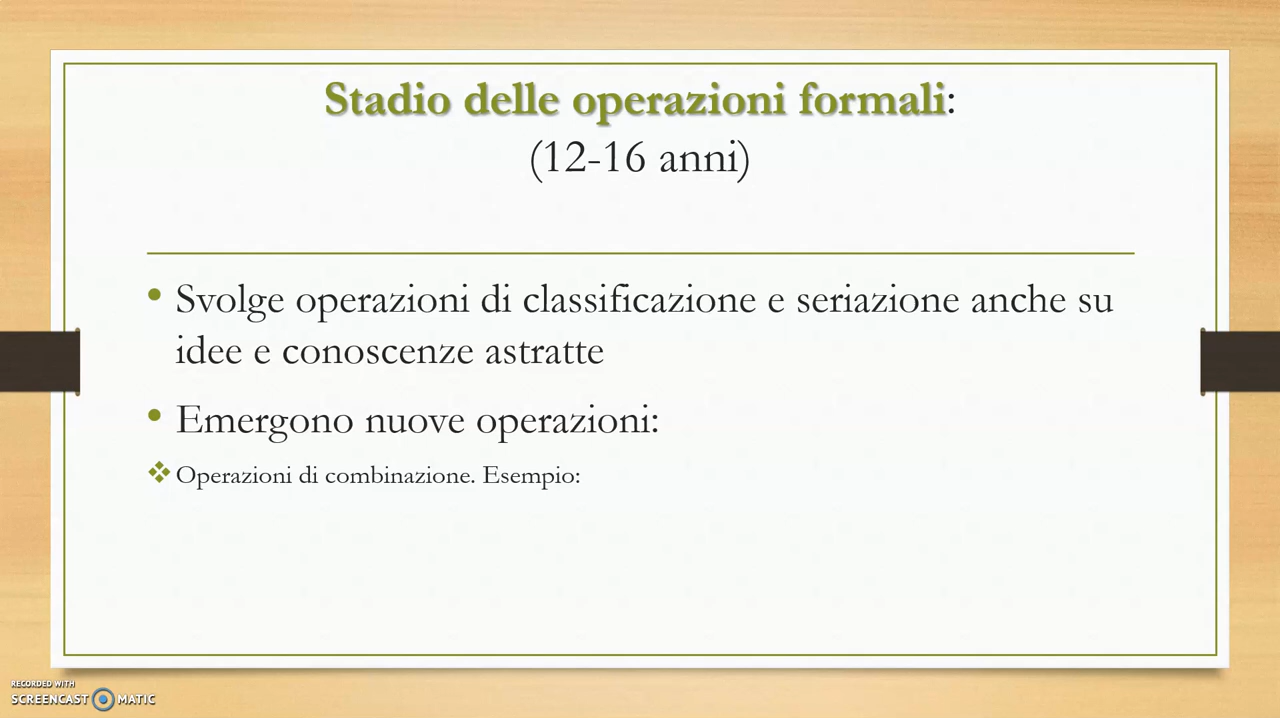 Stadio delle operazioni formali:
(12-16 anni)
• Svolge operazioni di classificazione e seriazione anche su
idee e conoscenze astratte
• Emergono nuove operazioni:
❖ Operazioni di combinazione. Esempio:
RECORDED WITH
SCREENCAST MATIC